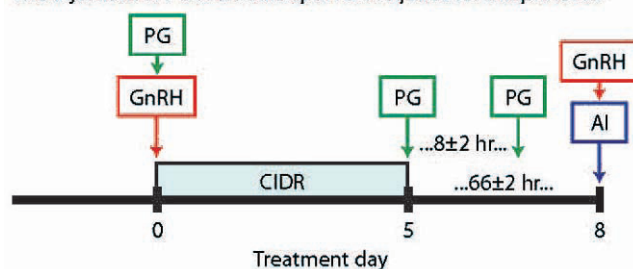 PG
GnRH
GnRH
PG
PG
AI
...8±2 hr...
CIDR
...66±2 hr...
0
5
8
Treatment day